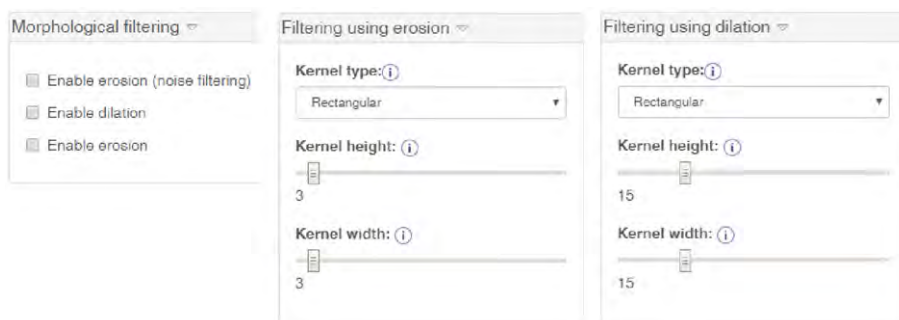 Morphological filtering
Enable erosion (noise filtering)
Enable dilation
Enable erosion
Filtering using erosion
Kernel type:
Rectangular
Kernel height:
3
Kernel width:
3
Filtering using dilation
Kernel type:
Rectangular
Kernel height:
15
Kernel width:
15